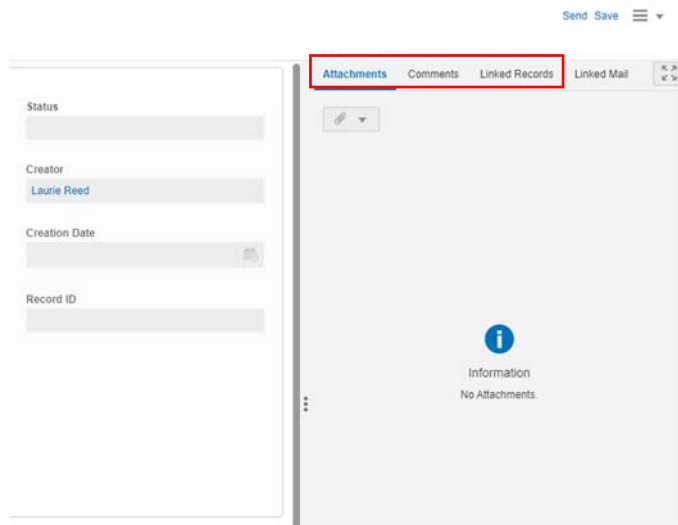 Send Save
Attachments Comments Linked Records Linked Mail
Status
Creator
Laurie Reed
Creation Date
Record ID
Information
No Attachments.